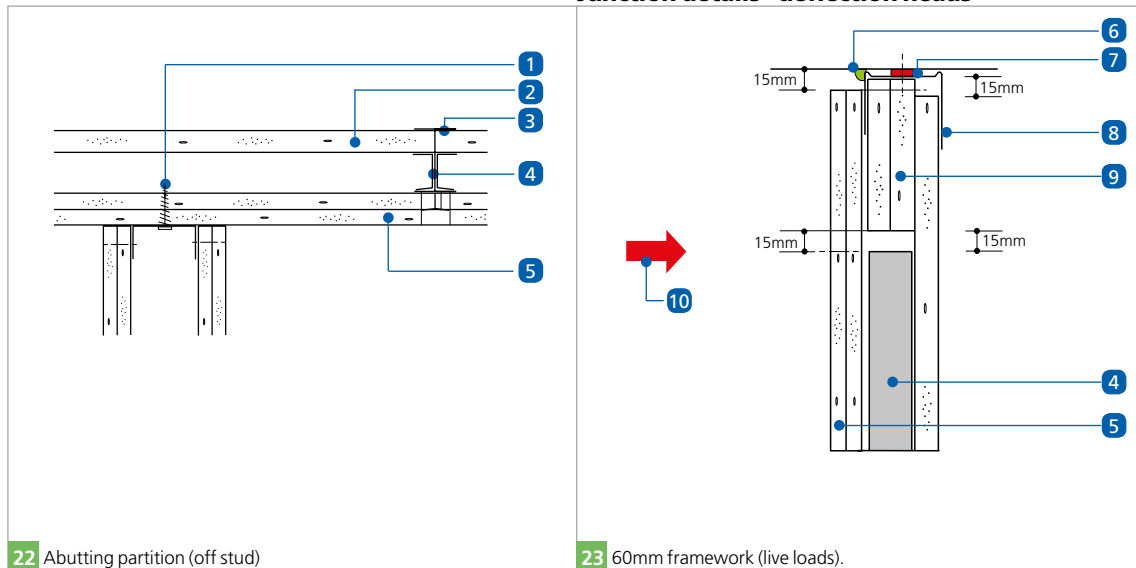 Junction details - deflection heads
1
2
3
4
5
22 Abutting partition (off stud)
6
7
15mm
15mm
8
9
15mm
15mm
10
4
5
23 60mm framework (live loads).